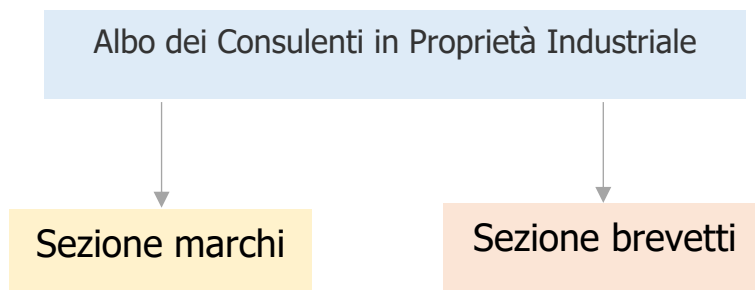 Albo dei Consulenti in Proprietà Industriale
Sezione marchi
Sezione brevetti